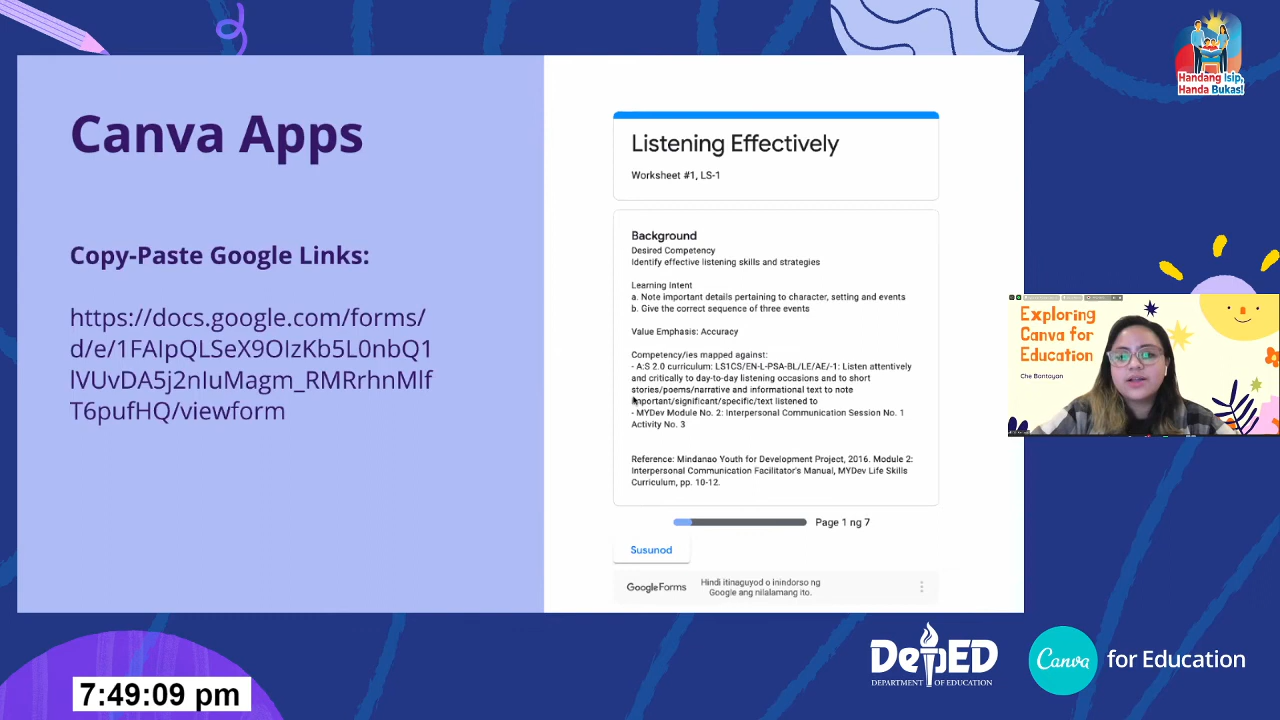 Handang Isip,
Handa Bukas!
Canva Apps
Copy-Paste Google Links:
https://docs.google.com/forms/
d/e/1FAIpQLSeX9OIzKb5L0nbQ1
lVUvDA5j2nIuMagm_RMRrhnMlf
T6pufHQ/viewform
Listening Effectively
Worksheet #1, LS-1
Background
Desired Competency
Identify effective listening skills and strategies
Learning Intent
a. Note important details pertaining to character, setting and events
b. Give the correct sequence of three events
Value Emphasis: Accuracy
Competency/ies mapped against:
- A:S 2.0 curriculum: LS1CS/EN-L-PSA-BL/LE/AE/-1: Listen attentively
and critically to day-to-day listening occasions and to short
stories/poems/narrative and informational text to note
important/significant/specific/text listened to
- MYDev Module No. 2: Interpersonal Communication Session No. 1
Activity No. 3
Reference: Mindanao Youth for Development Project, 2016. Module 2:
Interpersonal Communication Facilitator's Manual, MYDev Life Skills
Curriculum, pp. 10-12.
Page 1 ng 7
Susunod
Google Forms
Hindi itinaguyod o inindorso ng
Google ang nilalamang ito.
Exploring
Canva for
Education
Che Bantayan
DepED
DEPARTMENT OF EDUCATION
Canva for Education
7:49:09 pm